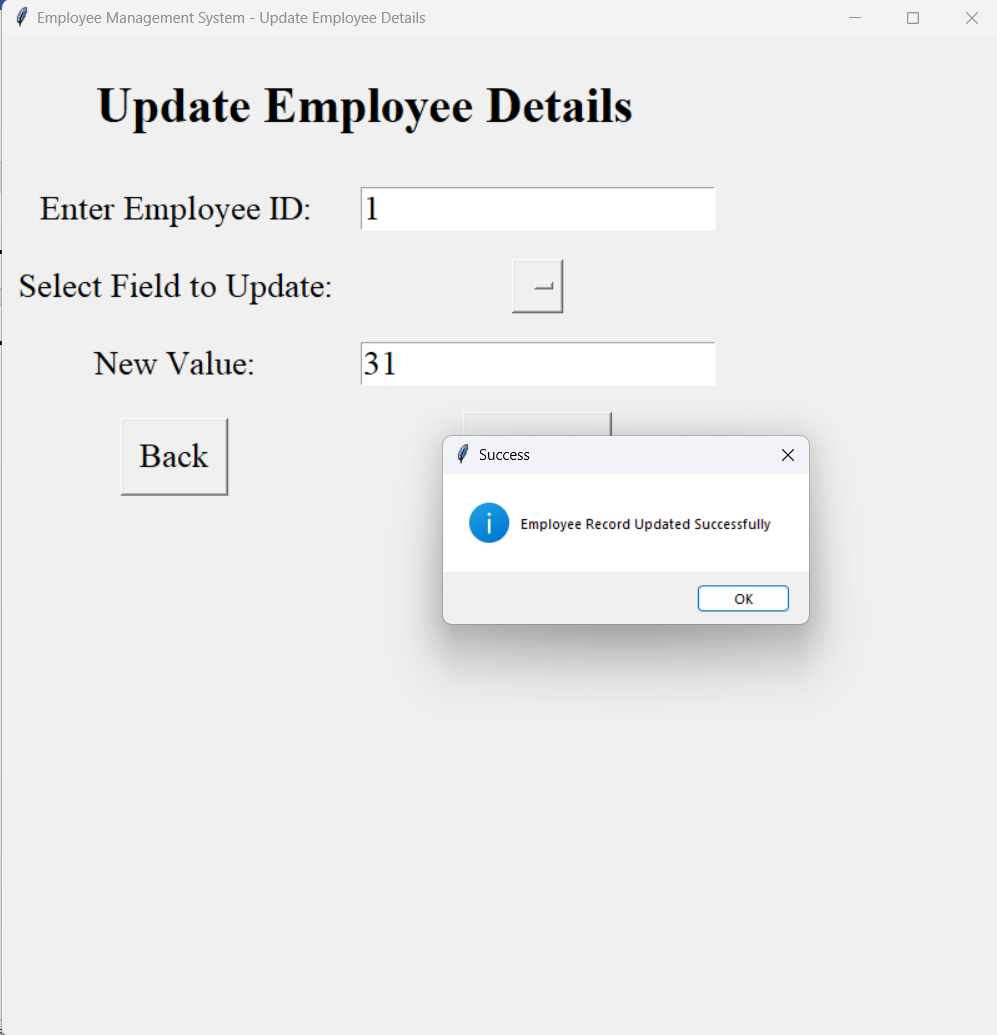 Employee Management System - Update Employee Details
Update Employee Details
Enter Employee ID:
1
Select Field to Update:
New Value:
31
Back
Success
Employee Record Updated Successfully
OK